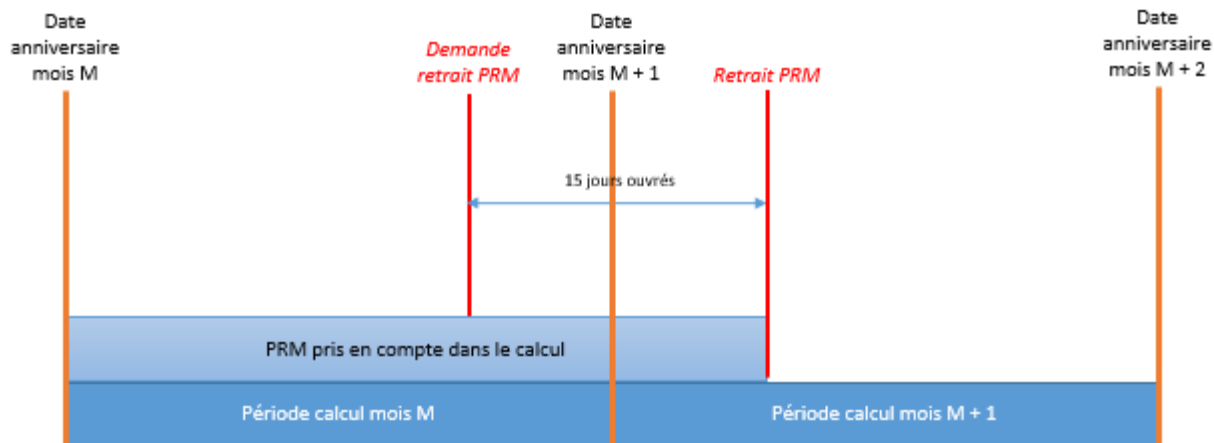 Date
anniversaire
mois M
Demande
retrait PRM
Date
anniversaire
mois M + 1
Retrait PRM
Date
anniversaire
mois M + 2
15 jours ouvrés
PRM pris en compte dans le calcul
Période calcul mois M
Période calcul mois M + 1